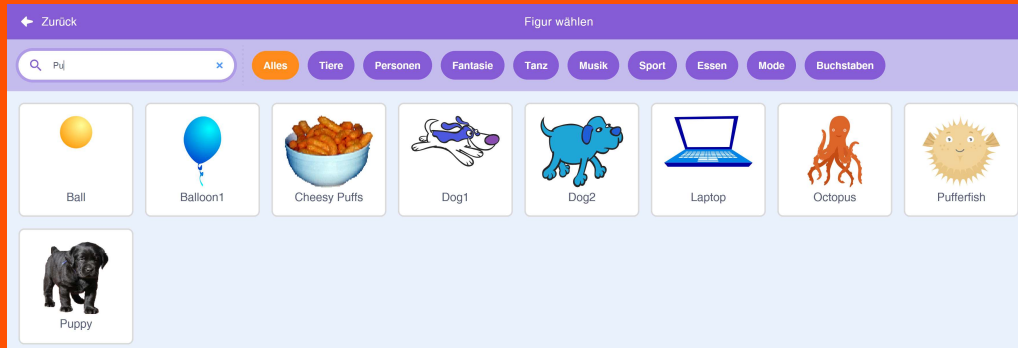 Zurück
Figur wählen
Pu
Alles Tiere Personen Fantasie Tanz Musik Sport Essen Mode Buchstaben
Ball Balloon1 Cheesy Puffs Dog1 Dog2 Laptop Octopus Pufferfish
Puppy